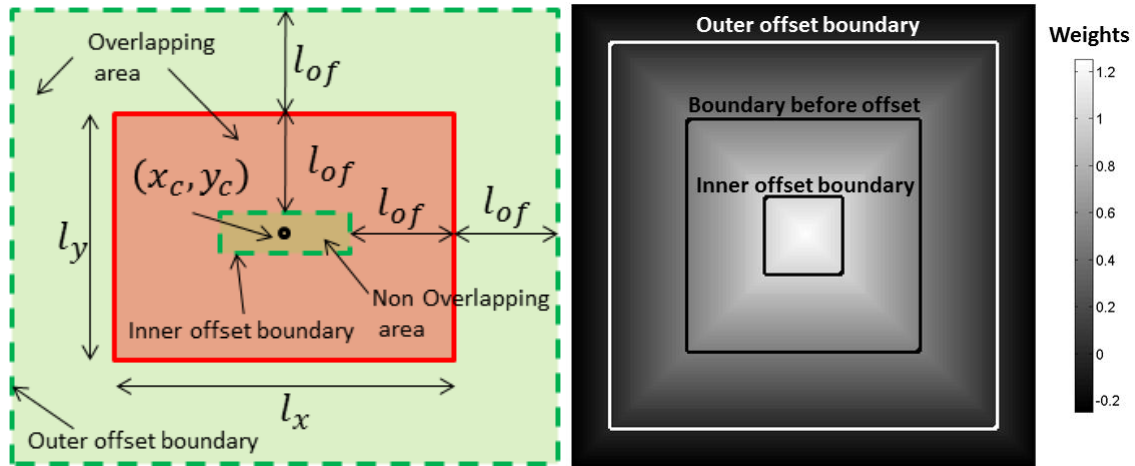 Overlapping
area
l_of
l_of
(x_c, y_c)
l_of
l_of
l_y
Non Overlapping
area
Inner offset boundary
l_x
Outer offset boundary
Outer offset boundary
Boundary before offset
Inner offset boundary
Weights
1.2
1
0.8
0.6
0.4
0.2
0
-0.2